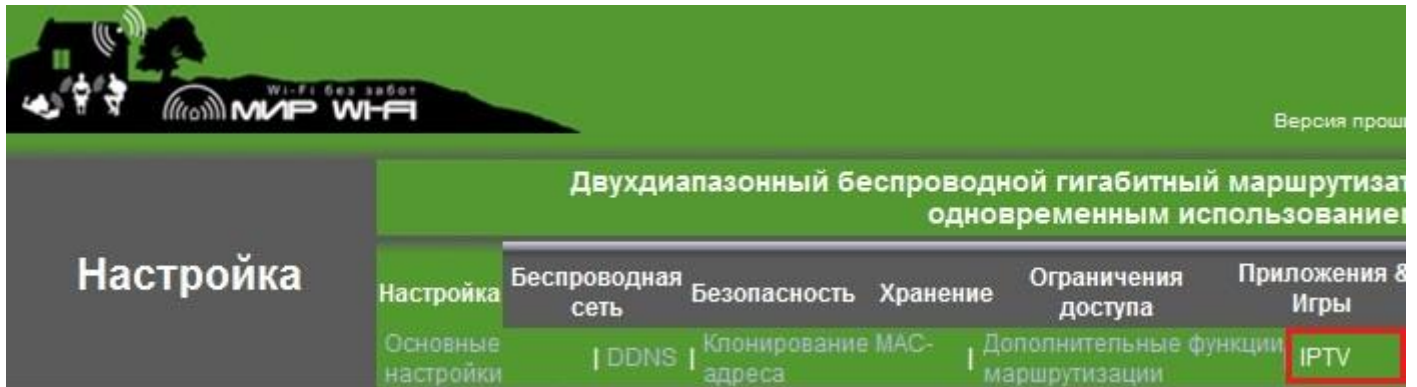 Wi-Fi без забот
МИР WI-FI
Версия прош
Двухдиапазонный беспроводной гигабитный маршрутизат
одновременным использование
Настройка
Настройка
Беспроводная
сеть
Безопасность
Хранение
Ограничения
доступа
Приложения &
Игры
Основные
настройки
| DDNS |
Клонирование MAC-
адреса
|
Дополнительные функции
маршрутизации
IPTV